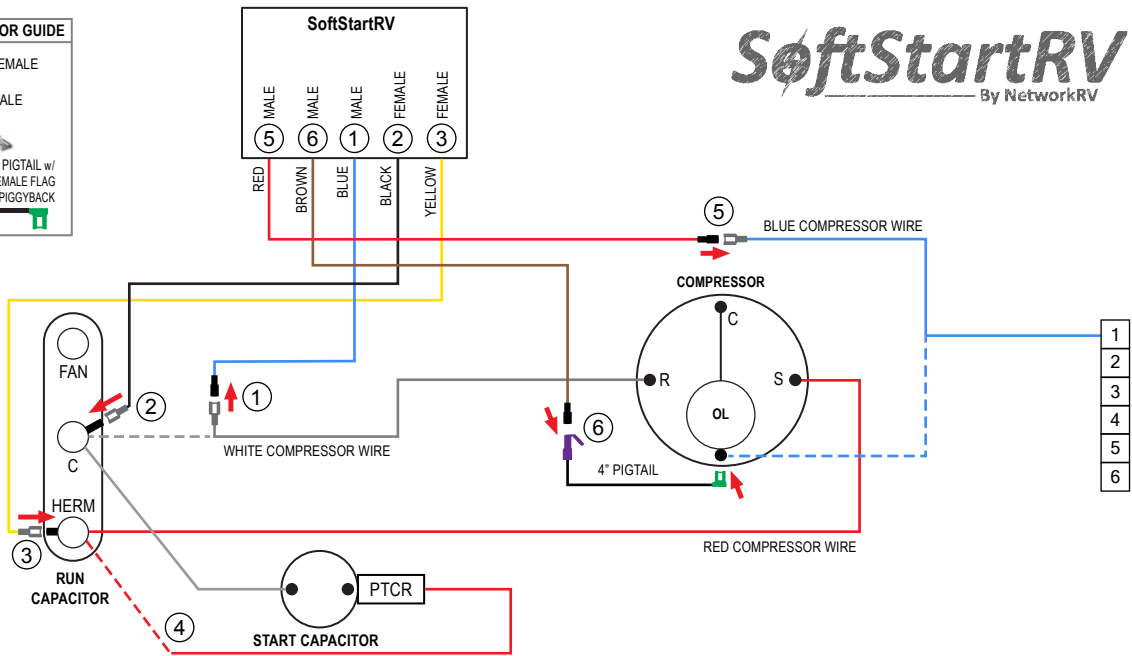 OR GUIDE
EMALE
ALE
PIGTAIL w/
EMALE FLAG
PIGGYBACK
SoftStartRV
MALE
MALE
MALE
FEMALE
FEMALE
5
6
1
2
3
RED
BROWN
BLUE
BLACK
YELLOW
SoftStartRV
By NetworkRV
5
BLUE COMPRESSOR WIRE
COMPRESSOR
C
R
S
OL
FAN
2
1
C
WHITE COMPRESSOR WIRE
6
4" PIGTAIL
HERM
3
RED COMPRESSOR WIRE
RUN
CAPACITOR
PTCR
4
START CAPACITOR
1
2
3
4
5
6